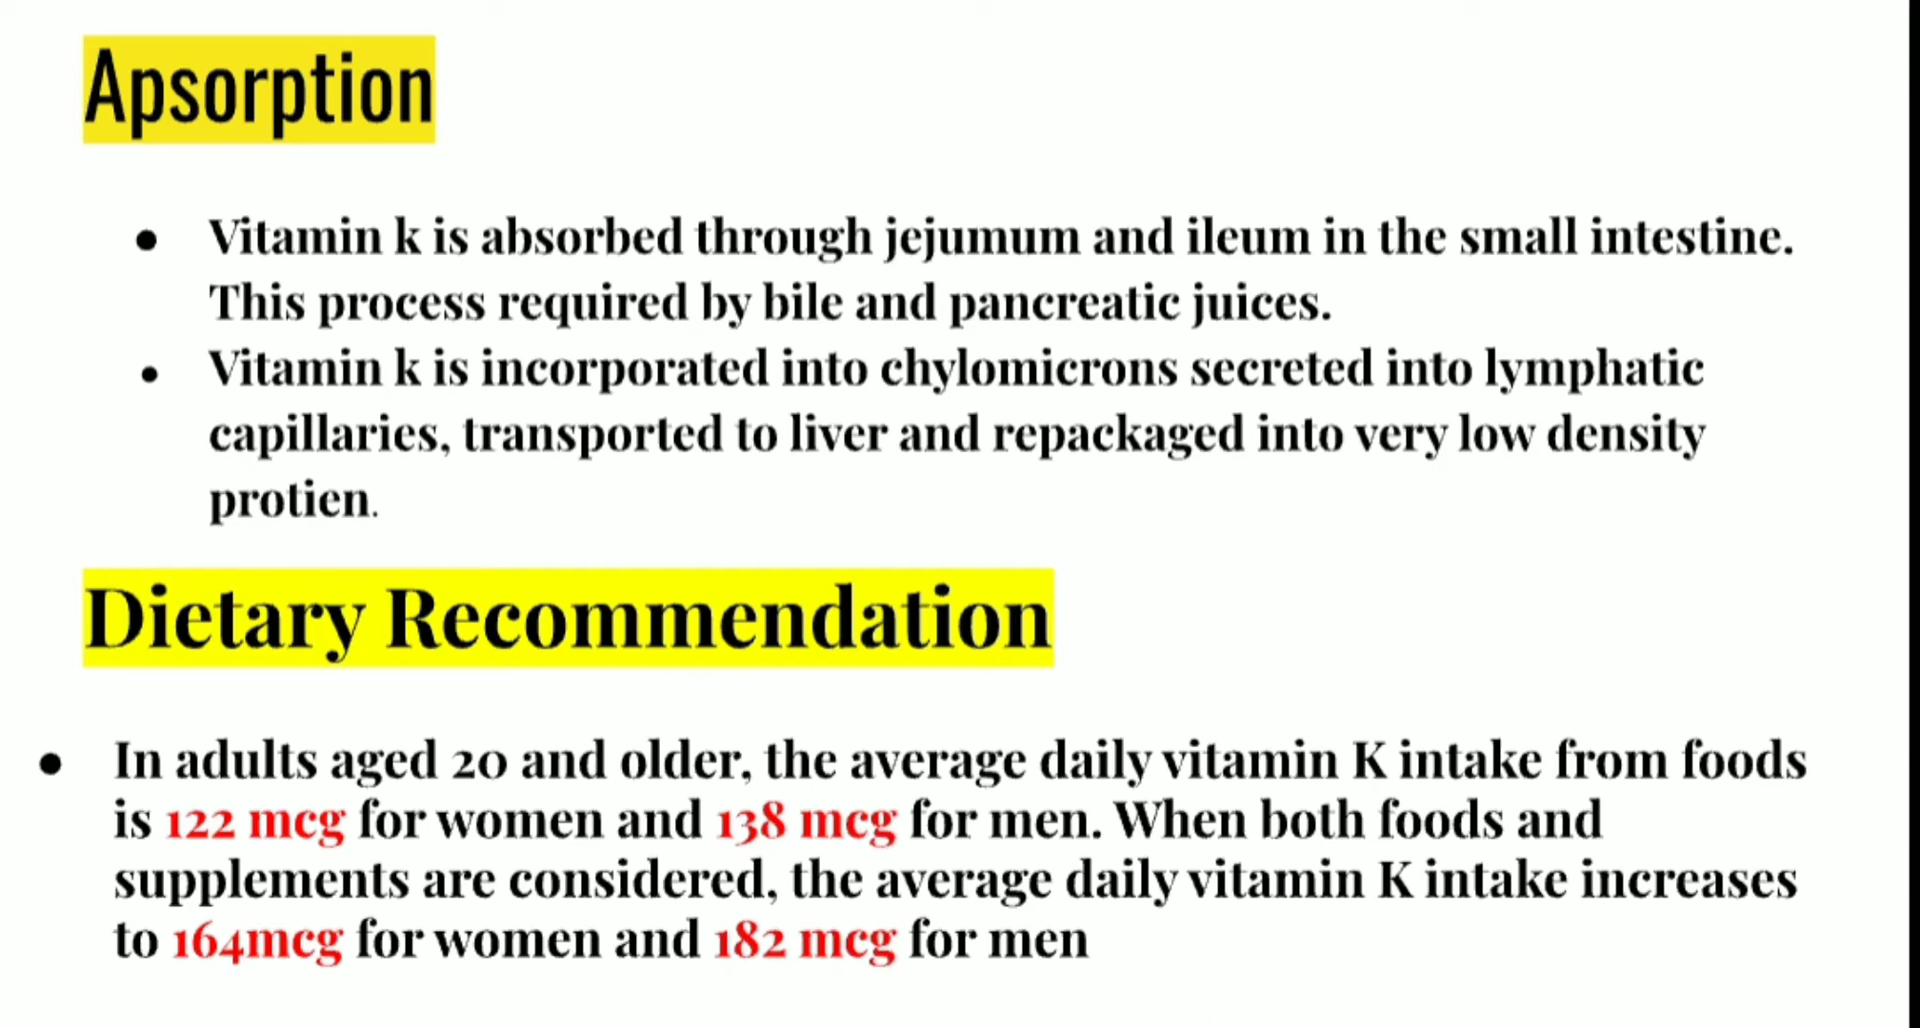 Apsorption
● Vitamin k is absorbed through jejumum and ileum in the small intestine.
This process required by bile and pancreatic juices.
● Vitamin k is incorporated into chylomicrons secreted into lymphatic
capillaries, transported to liver and repackaged into very low density
protien.
Dietary Recommendation
● In adults aged 20 and older, the average daily vitamin K intake from foods
is 122 mcg for women and 138 mcg for men. When both foods and
supplements are considered, the average daily vitamin K intake increases
to 164mcg for women and 182 mcg for men